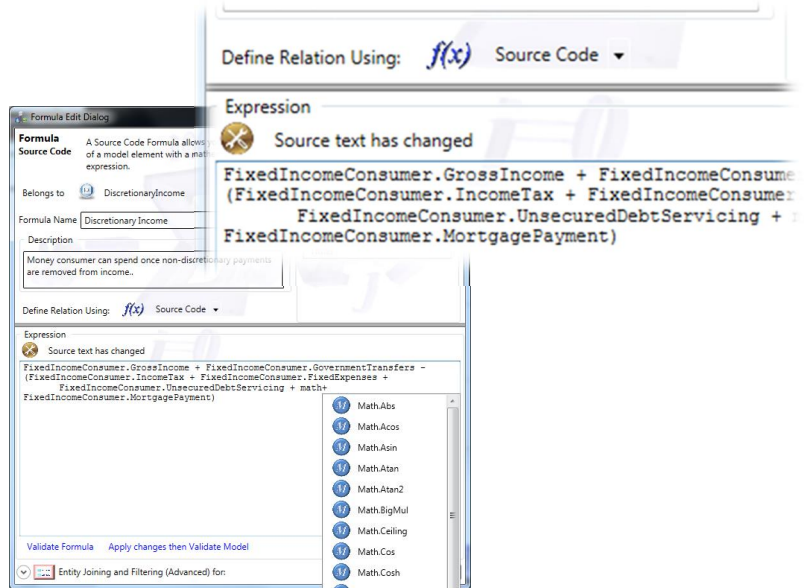 Define Relation Using: f(x) Source Code
Expression
Source text has changed
FixedIncomeConsumer.GrossIncome + FixedIncomeConsume
(FixedIncomeConsumer.IncomeTax + FixedIncomeConsumer
FixedIncomeConsumer.UnsecuredDebtServicing +
FixedIncomeConsumer.MortgagePayment)
Formula Edit Dialog
Formula
Source Code
A Source Code Formula allows
of a model element with a math
expression.
Belongs to DiscretionaryIncome
Formula Name Discretionary Income
Description
Money consumer can spend once non-discretionary payments
are removed from income..
Define Relation Using: f(x) Source Code
Expression
Source text has changed
FixedIncomeConsumer.GrossIncome + FixedIncomeConsumer.GovernmentTransfers -
(FixedIncomeConsumer.IncomeTax + FixedIncomeConsumer.FixedExpenses +
FixedIncomeConsumer.UnsecuredDebtServicing + math+
FixedIncomeConsumer.MortgagePayment)
Math.Abs
Math.Acos
Math.Asin
Math.Atan
Math.Atan2
Math.BigMul
Math.Ceiling
Math.Cos
Math.Cosh
Validate Formula Apply changes then Validate Model
Entity Joining and Filtering (Advanced) for: